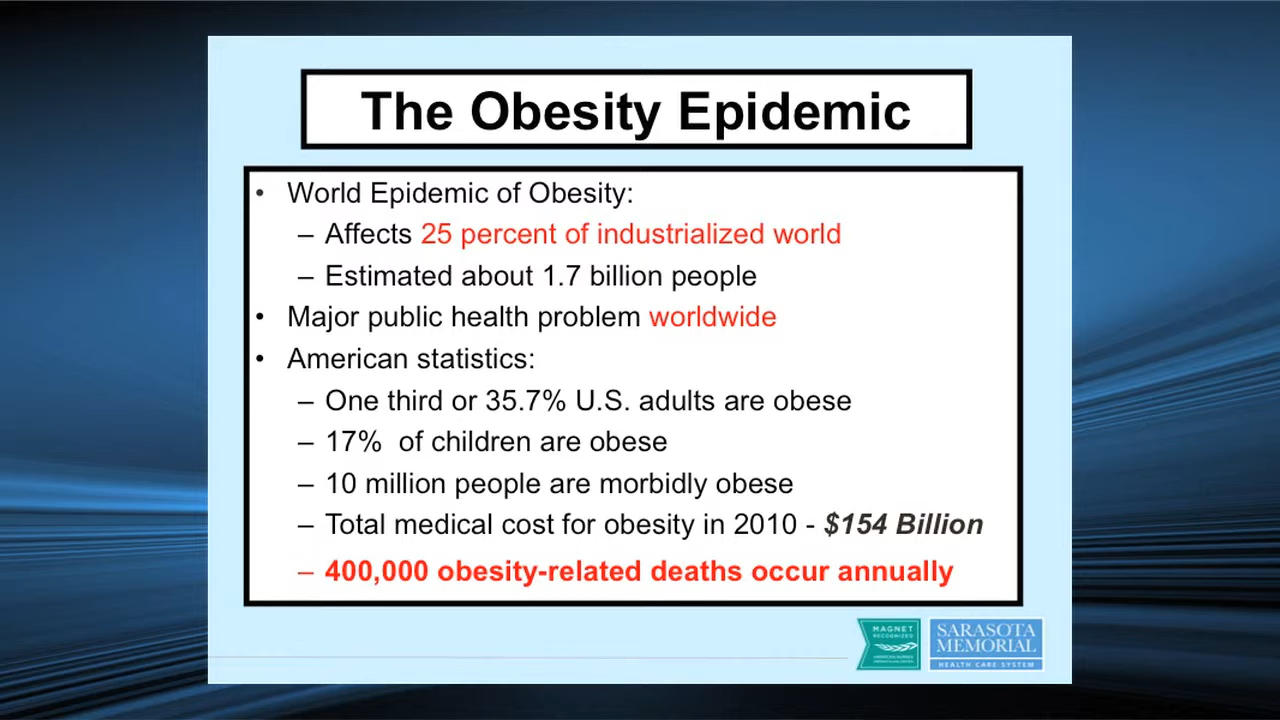 The Obesity Epidemic
• World Epidemic of Obesity:
– Affects 25 percent of industrialized world
– Estimated about 1.7 billion people
• Major public health problem worldwide
• American statistics:
– One third or 35.7% U.S. adults are obese
– 17%  of children are obese
– 10 million people are morbidly obese
– Total medical cost for obesity in 2010 - $154 Billion
– 400,000 obesity-related deaths occur annually
MAGNET
RECOGNIZED
SARASOTA
MEMORIAL
HEALTH CARE SYSTEM